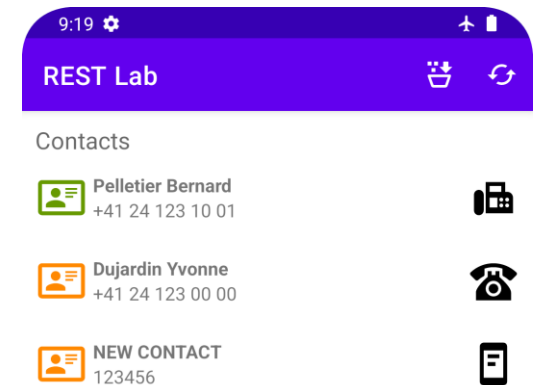 9:19
REST Lab
Contacts
Pelletier Bernard
+41 24 123 10 01
Dujardin Yvonne
+41 24 123 00 00
NEW CONTACT
123456